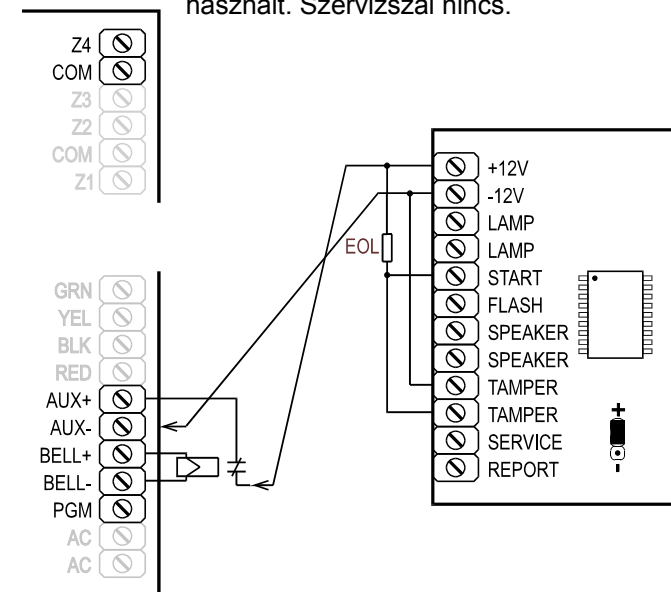 használt. Szervizszál nincs.
Z4
COM
Z3
Z2
COM
Z1
GRN
YEL
BLK
RED
AUX+
AUX-
BELL+
BELL-
PGM
AC
AC
EOL
+12V
-12V
LAMP
LAMP
START
FLASH
SPEAKER
SPEAKER
TAMPER
TAMPER
SERVICE
REPORT
+
-